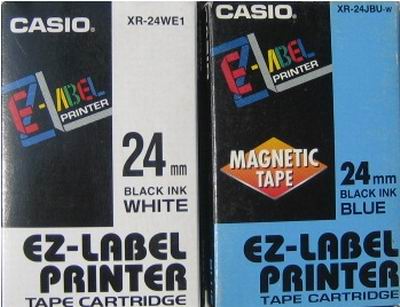 CASIO
XR-24WE1
EZ-LABEL
PRINTER
24mm
BLACK INK
WHITE
EZ-LABEL
PRINTER
TAPE CARTRIDGE
CASIO
XR-24JBU-W
EZ-LABEL
PRINTER
MAGNETIC
TAPE
24mm
BLACK INK
BLUE
EZ-LABEL
PRINTER
TAPE CARTRIDGE